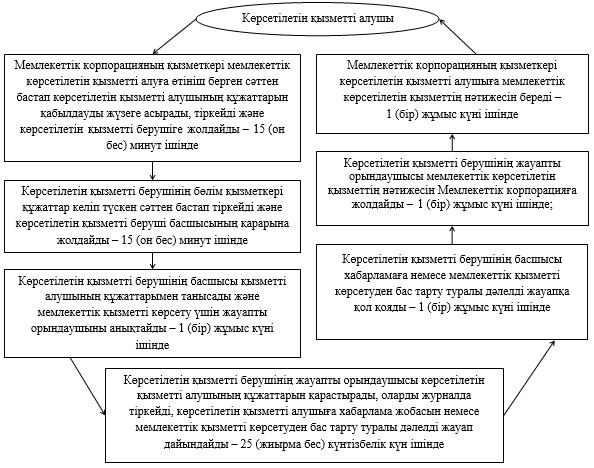 Көрсетілетін қызметті алушы
Мемлекеттік корпорацияның қызметкері мемлекеттік
көрсетілетін қызметті алуға өтініш берген сәттен
бастап көрсетілетін қызметті алушының құжаттарын
қабылдауды жүзеге асырады, тіркейді және
көрсетілетін қызметті берушіге жолдайды – 15 (он
бес) минут ішінде
Көрсетілетін қызметті берушінің бөлім қызметкері
құжаттар келіп түскен сәттен бастап тіркейді және
көрсетілетін қызметті беруші басшысының қарарына
жолдайды – 15 (он бес) минут ішінде
Көрсетілетін қызметті берушінің басшысы қызметті
алушының құжаттарымен танысады және
мемлекеттік қызметті көрсету үшін жауапты
орындаушыны анықтайды – 1 (бір) жұмыс күні
ішінде
Көрсетілетін қызметті берушінің жауапты орындаушысы көрсетілетін
қызметті алушының құжаттарын қарастырады, оларды журналда
тіркейді, көрсетілетін қызметті алушыға хабарлама жобасын немесе
мемлекеттік қызметті көрсетуден бас тарту туралы дәлелді жауап
дайындайды – 25 (жиырма бес) күнтізбелік күн ішінде
Көрсетілетін қызметті берушінің басшысы
хабарламаға немесе мемлекеттік қызметті
көрсетуден бас тарту туралы дәлелді жауапқа
қол қояды – 1 (бір) жұмыс күні ішінде
Көрсетілетін қызметті берушінің жауапты
орындаушысы мемлекеттік көрсетілетін
қызметтің нәтижесін Мемлекеттік корпорацияға
жолдайды – 1 (бір) жұмыс күні ішінде;
Мемлекеттік корпорацияның қызметкері
көрсетілетін қызметті алушыға мемлекеттік
көрсетілетін қызметтің нәтижесін береді –
1 (бір) жұмыс күні ішінде